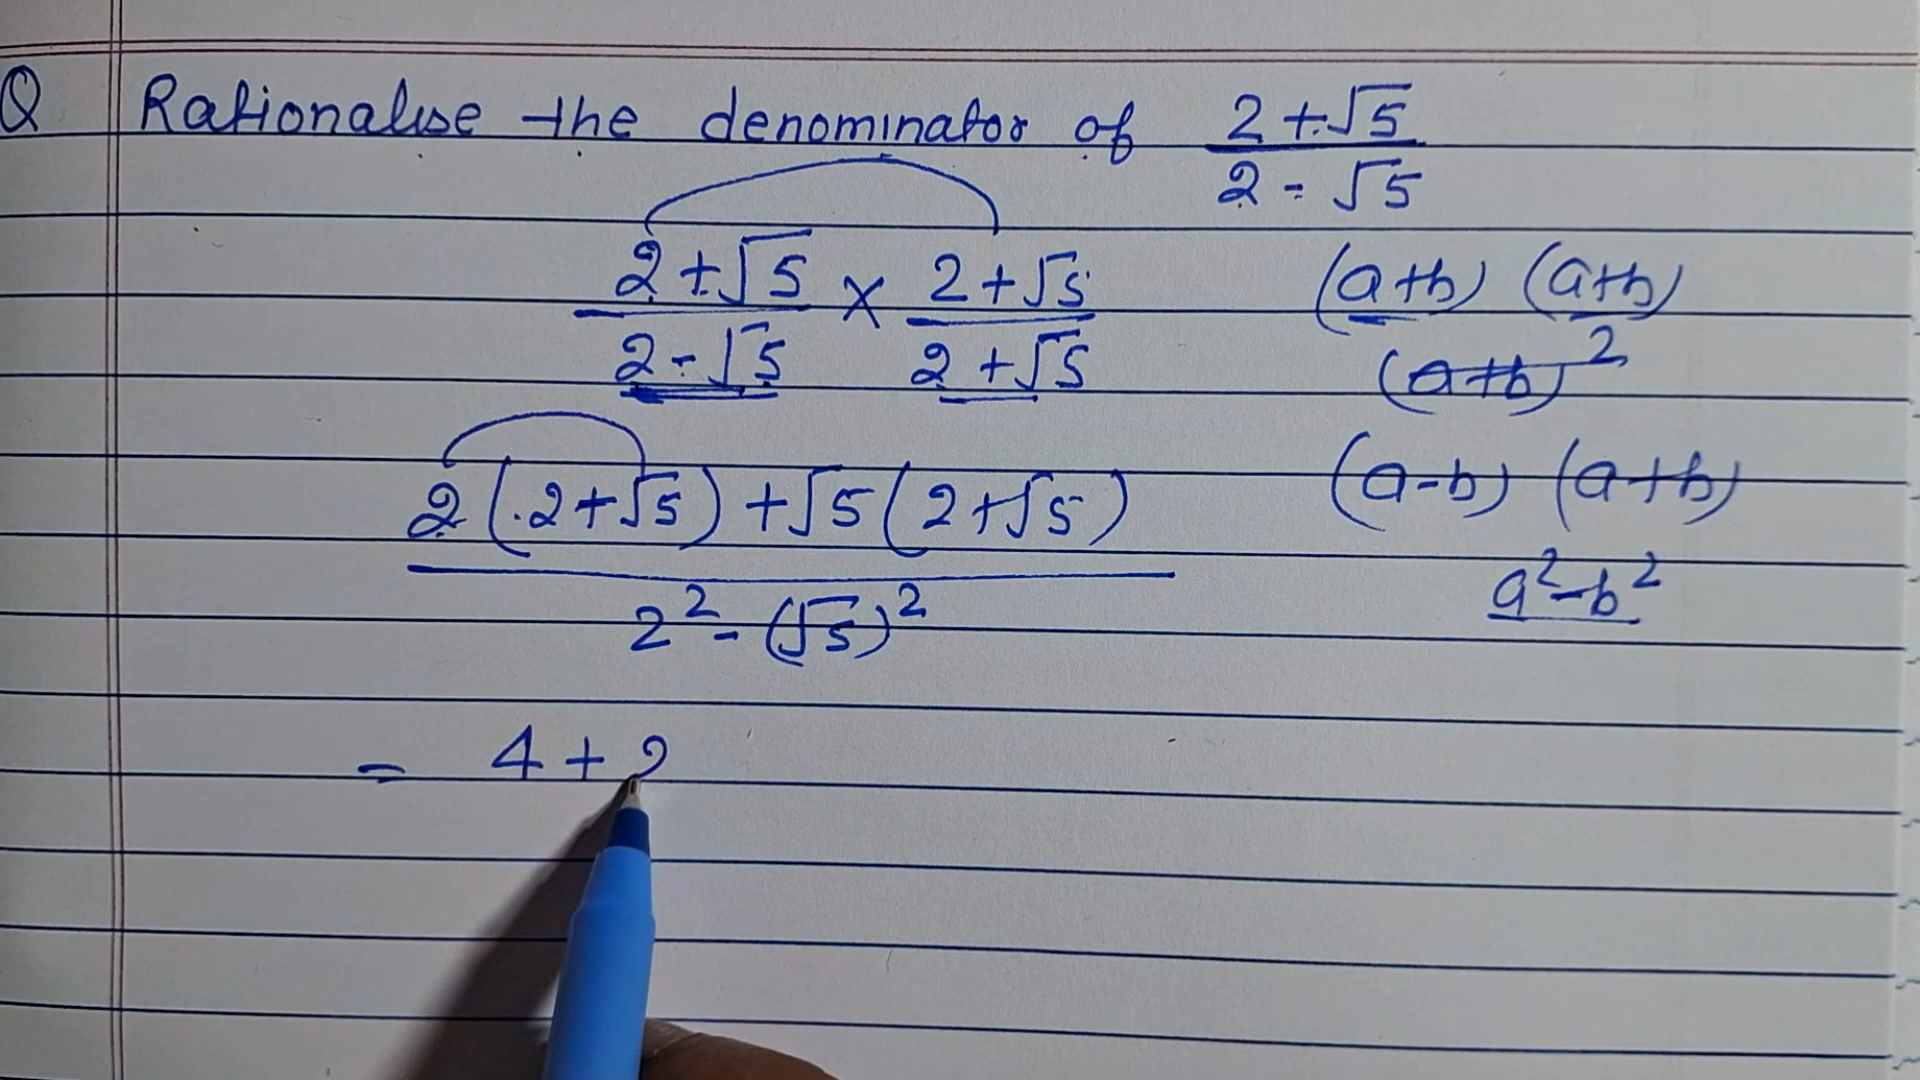 Q Rationalise the denominator of (2+√5)/(2-√5)
(2+√5)/(2-√5) × (2+√5)/(2+√5)
(a+b) (a+b)
(a+b)²
(2(2+√5)+√5(2+√5))/(2²-(√5)²)
(a-b) (a+b)
a²-b²
= 4+2